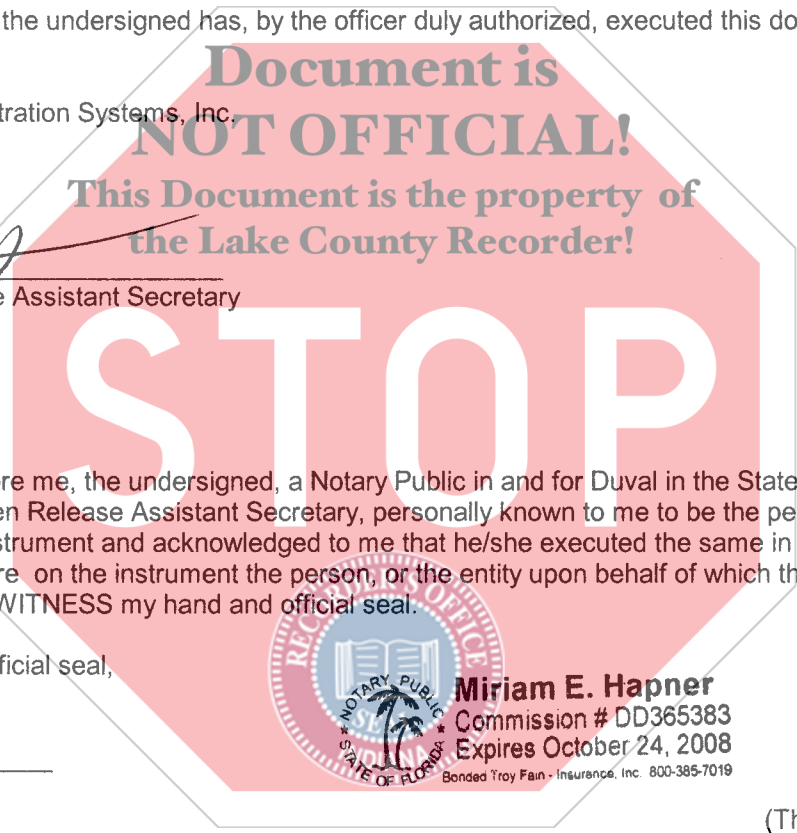 the undersigned has, by the officer duly authorized, executed this do
Document is
tration Systems, Inc.
NOT OFFICIAL!
This Document is the property of
the Lake County Recorder!
e Assistant Secretary
STOP
re me, the undersigned, a Notary Public in and for Duval in the State
en Release Assistant Secretary, personally known to me to be the pe
strument and acknowledged to me that he/she executed the same in
re on the instrument the person, or the entity upon behalf of which th
WITNESS my hand and official seal.
ficial seal,
RECORDER'S OFFICE
SEAL
INDIANA
NOTARY PUBLIC
STATE OF FLORIDA
Miriam E. Hapner
Commission # DD365383
Expires October 24, 2008
Bonded Troy Fain - Insurance, Inc. 800-385-7019
(Th